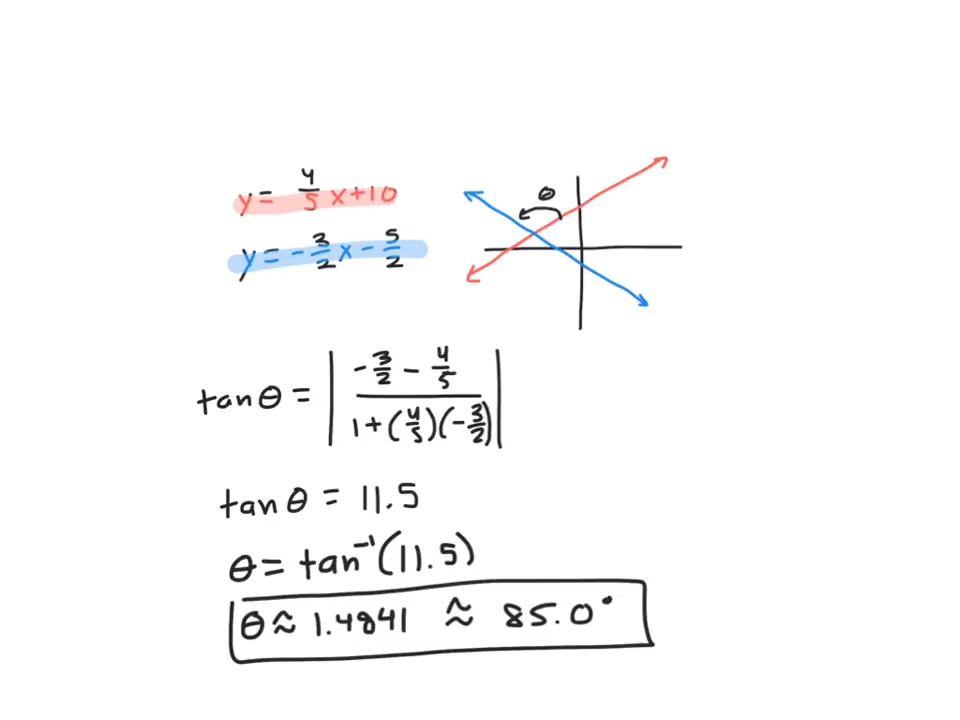 y = 4/5 x + 10
y = - 3/2 x - 5/2
θ
tan θ = | (- 3/2 - 4/5) / (1 + (4/5)(- 3/2)) |
tan θ = 11.5
θ = tan⁻¹(11.5)
θ ≈ 1.4841 ≈ 85.0°